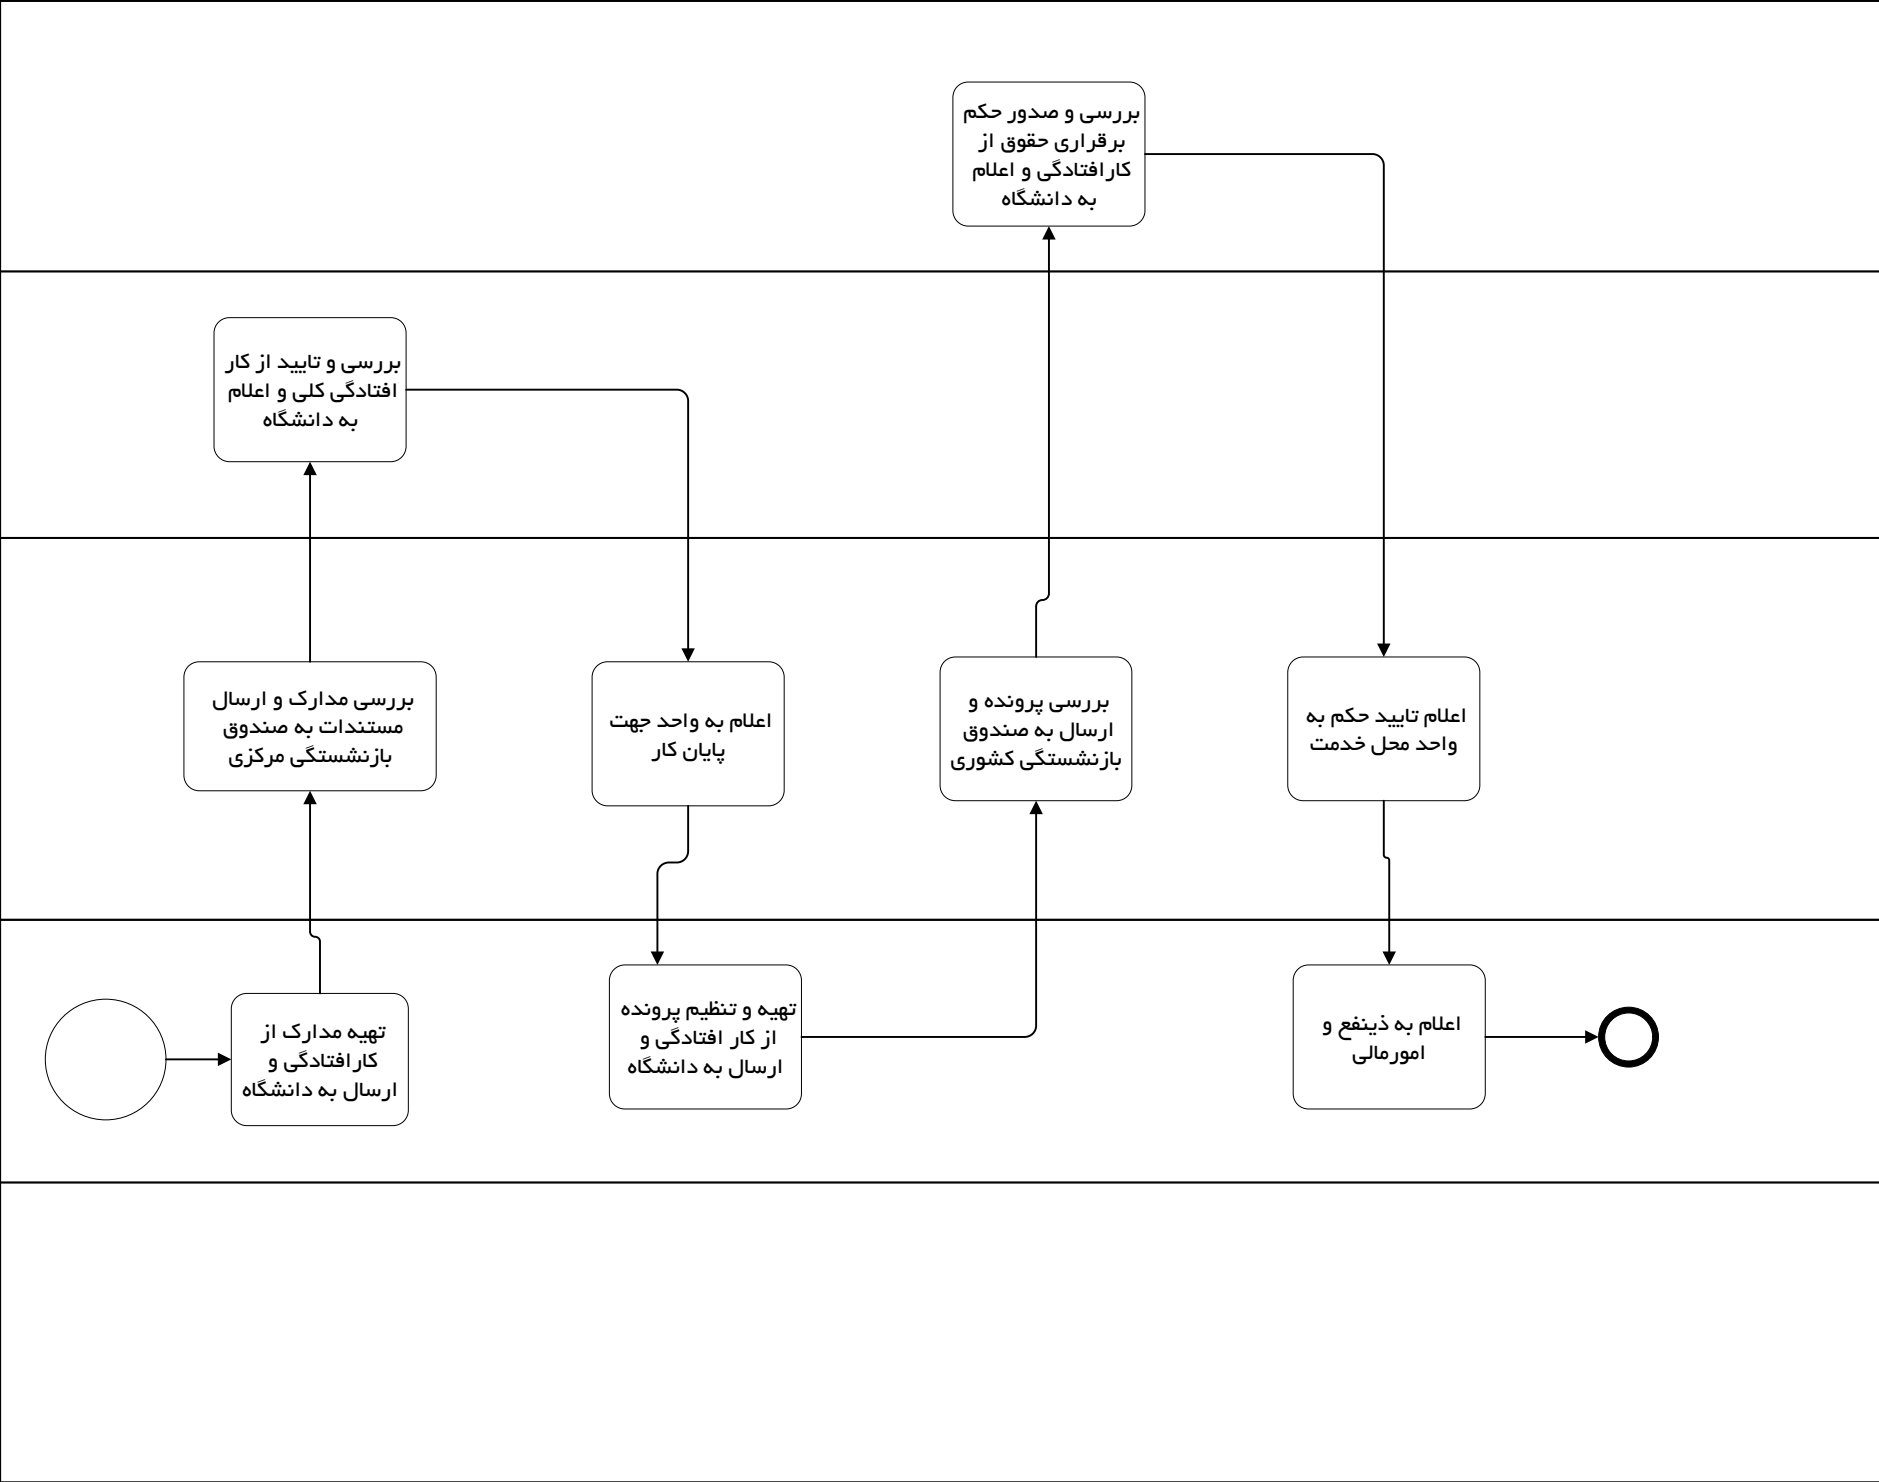 بررسی و صدور حکم
برقراری حقوق از
کارافتادگی و اعلام
به دانشگاه
بررسی و تایید از کار
افتادگی کلی و اعلام
به دانشگاه
بررسی مدارک و ارسال
مستندات به صندوق
بازنشستگی مرکزی
اعلام به واحد جهت
پایان کار
بررسی پرونده و
ارسال به صندوق
بازنشستگی کشوری
اعلام تایید حکم به
واحد محل خدمت
تهیه مدارک از
کارافتادگی و
ارسال به دانشگاه
تهیه و تنظیم پرونده
از کار افتادگی و
ارسال به دانشگاه
اعلام به ذینفع و
امورمالی